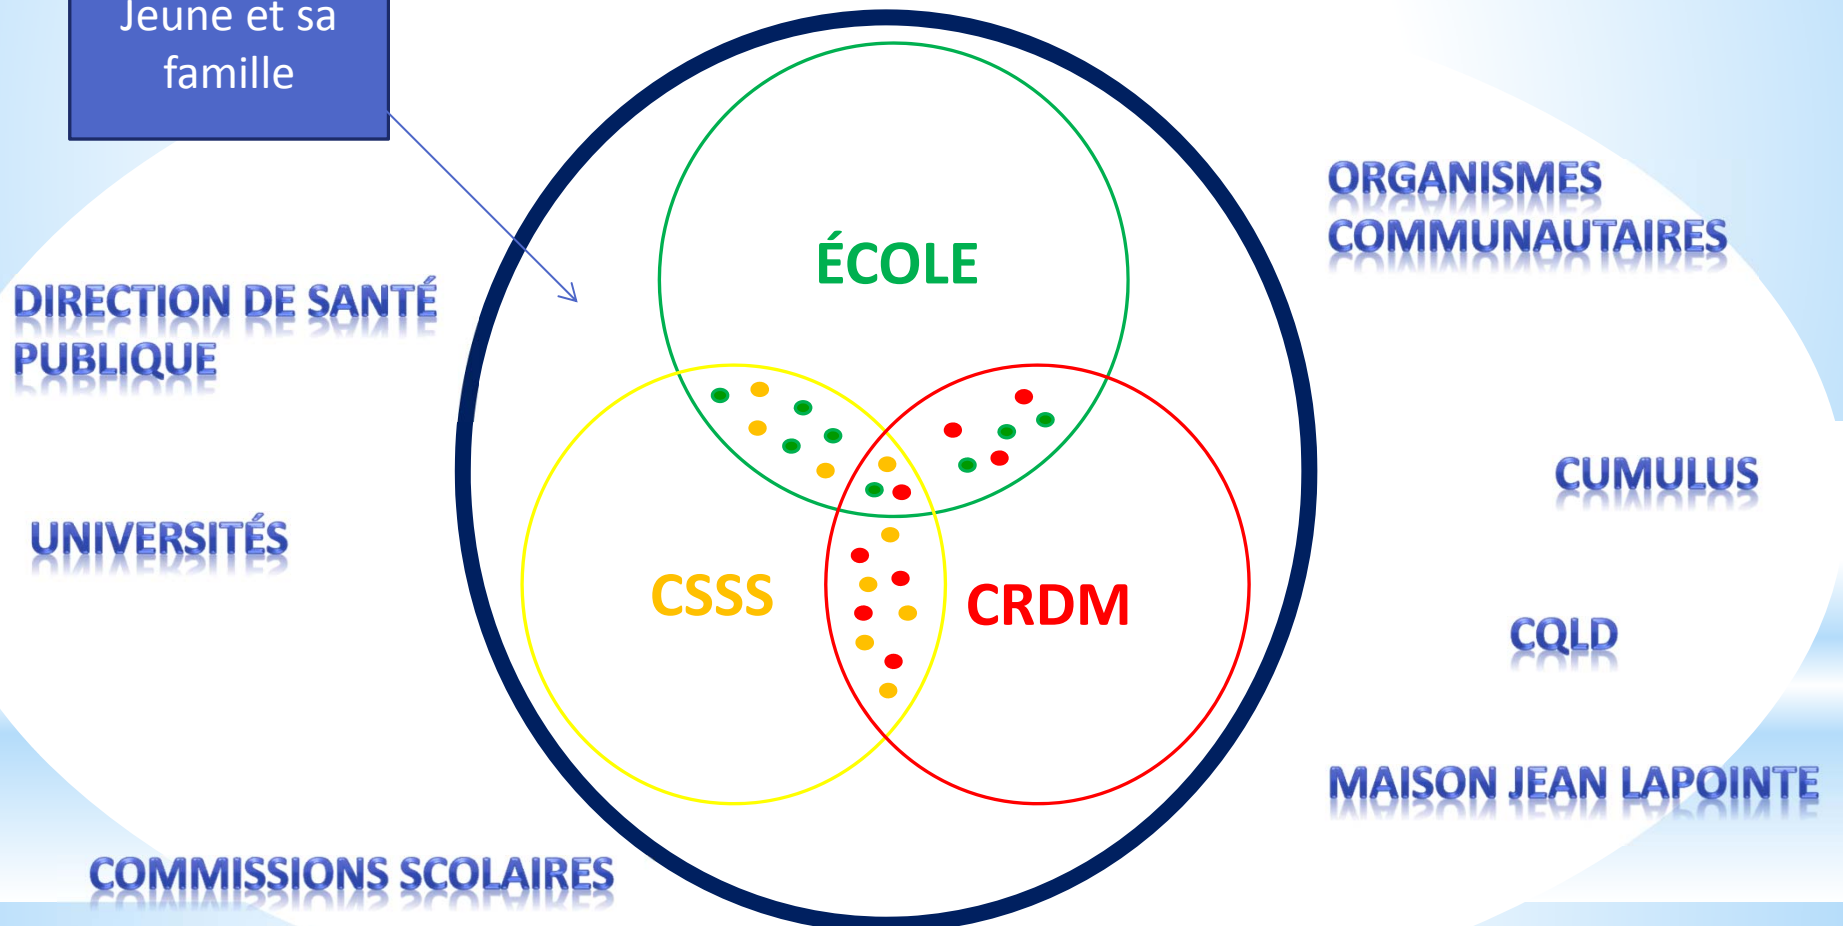 Jeune et sa
famille
ORGANISMES
COMMUNAUTAIRES
ÉCOLE
DIRECTION DE SANTÉ
PUBLIQUE
CUMULUS
UNIVERSITÉS
CSSS
CRDM
CQLD
MAISON JEAN LAPOINTE
COMMISSIONS SCOLAIRES